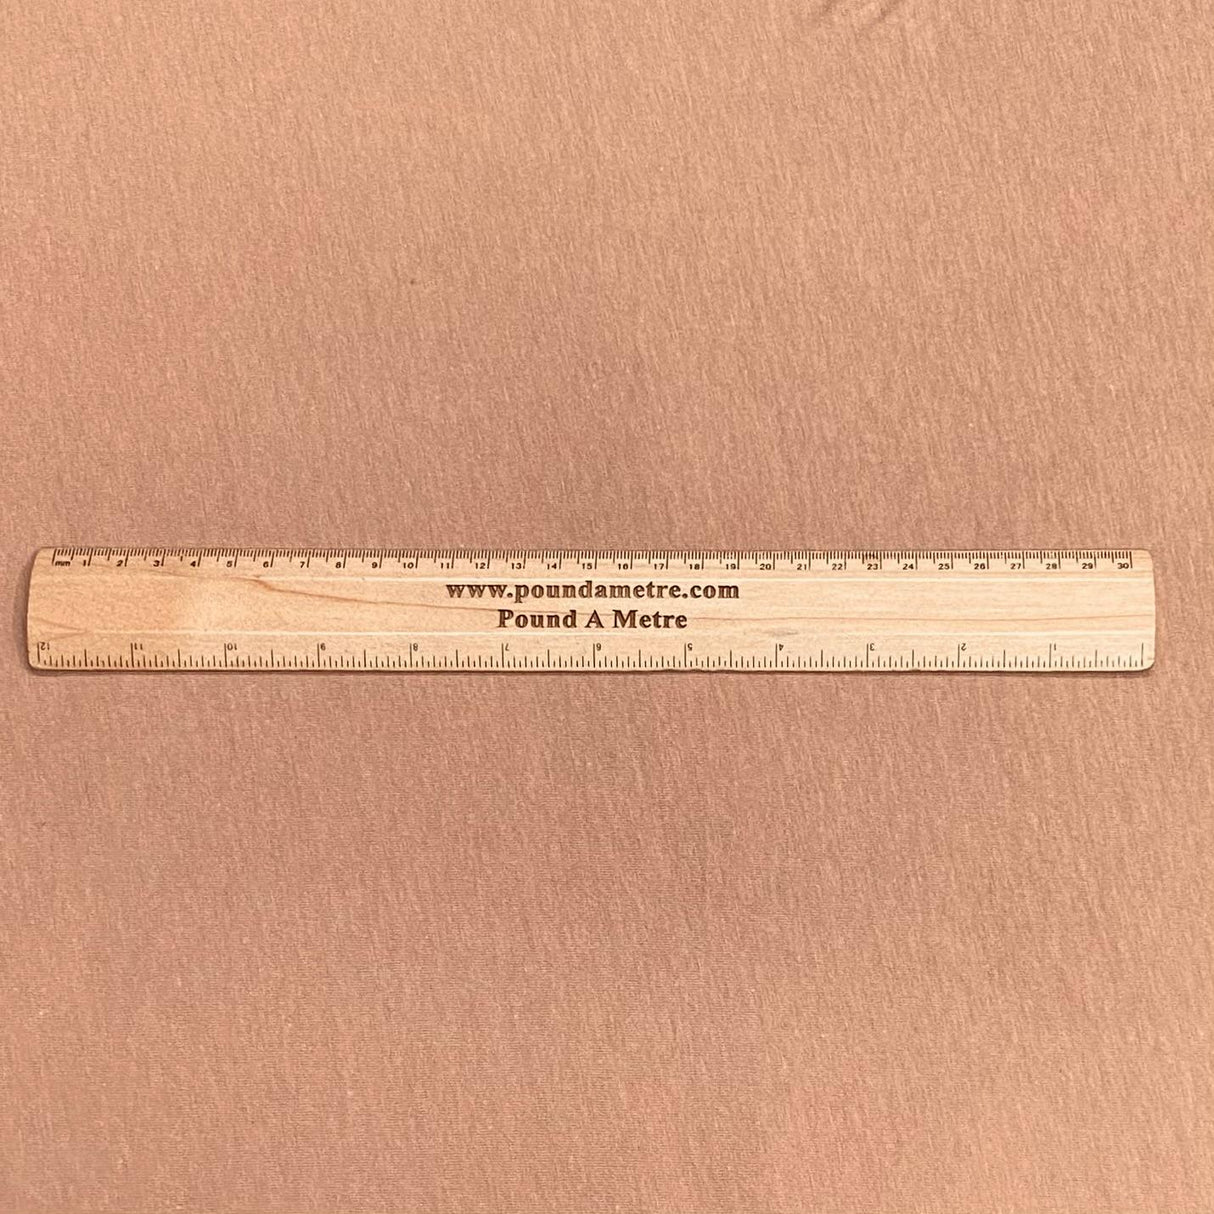 mm 1 2 3 4 5 6 7 8 9 10 11 12 13 14 15 16 17 18 19 20 21 22 23 24 25 26 27 28 29 30
www.poundametre.com
Pound A Metre
12 11 10 9 8 7 6 5 4 3 2 1